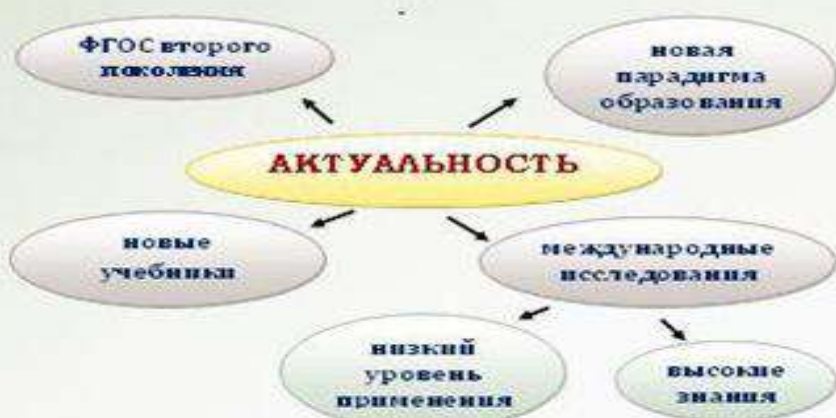 ФГОС второго
поколения
новая
парадигма
образования
АКТУАЛЬНОСТЬ
новые
учебники
международные
исследования
низкий
уровень
применения
высокие
знания